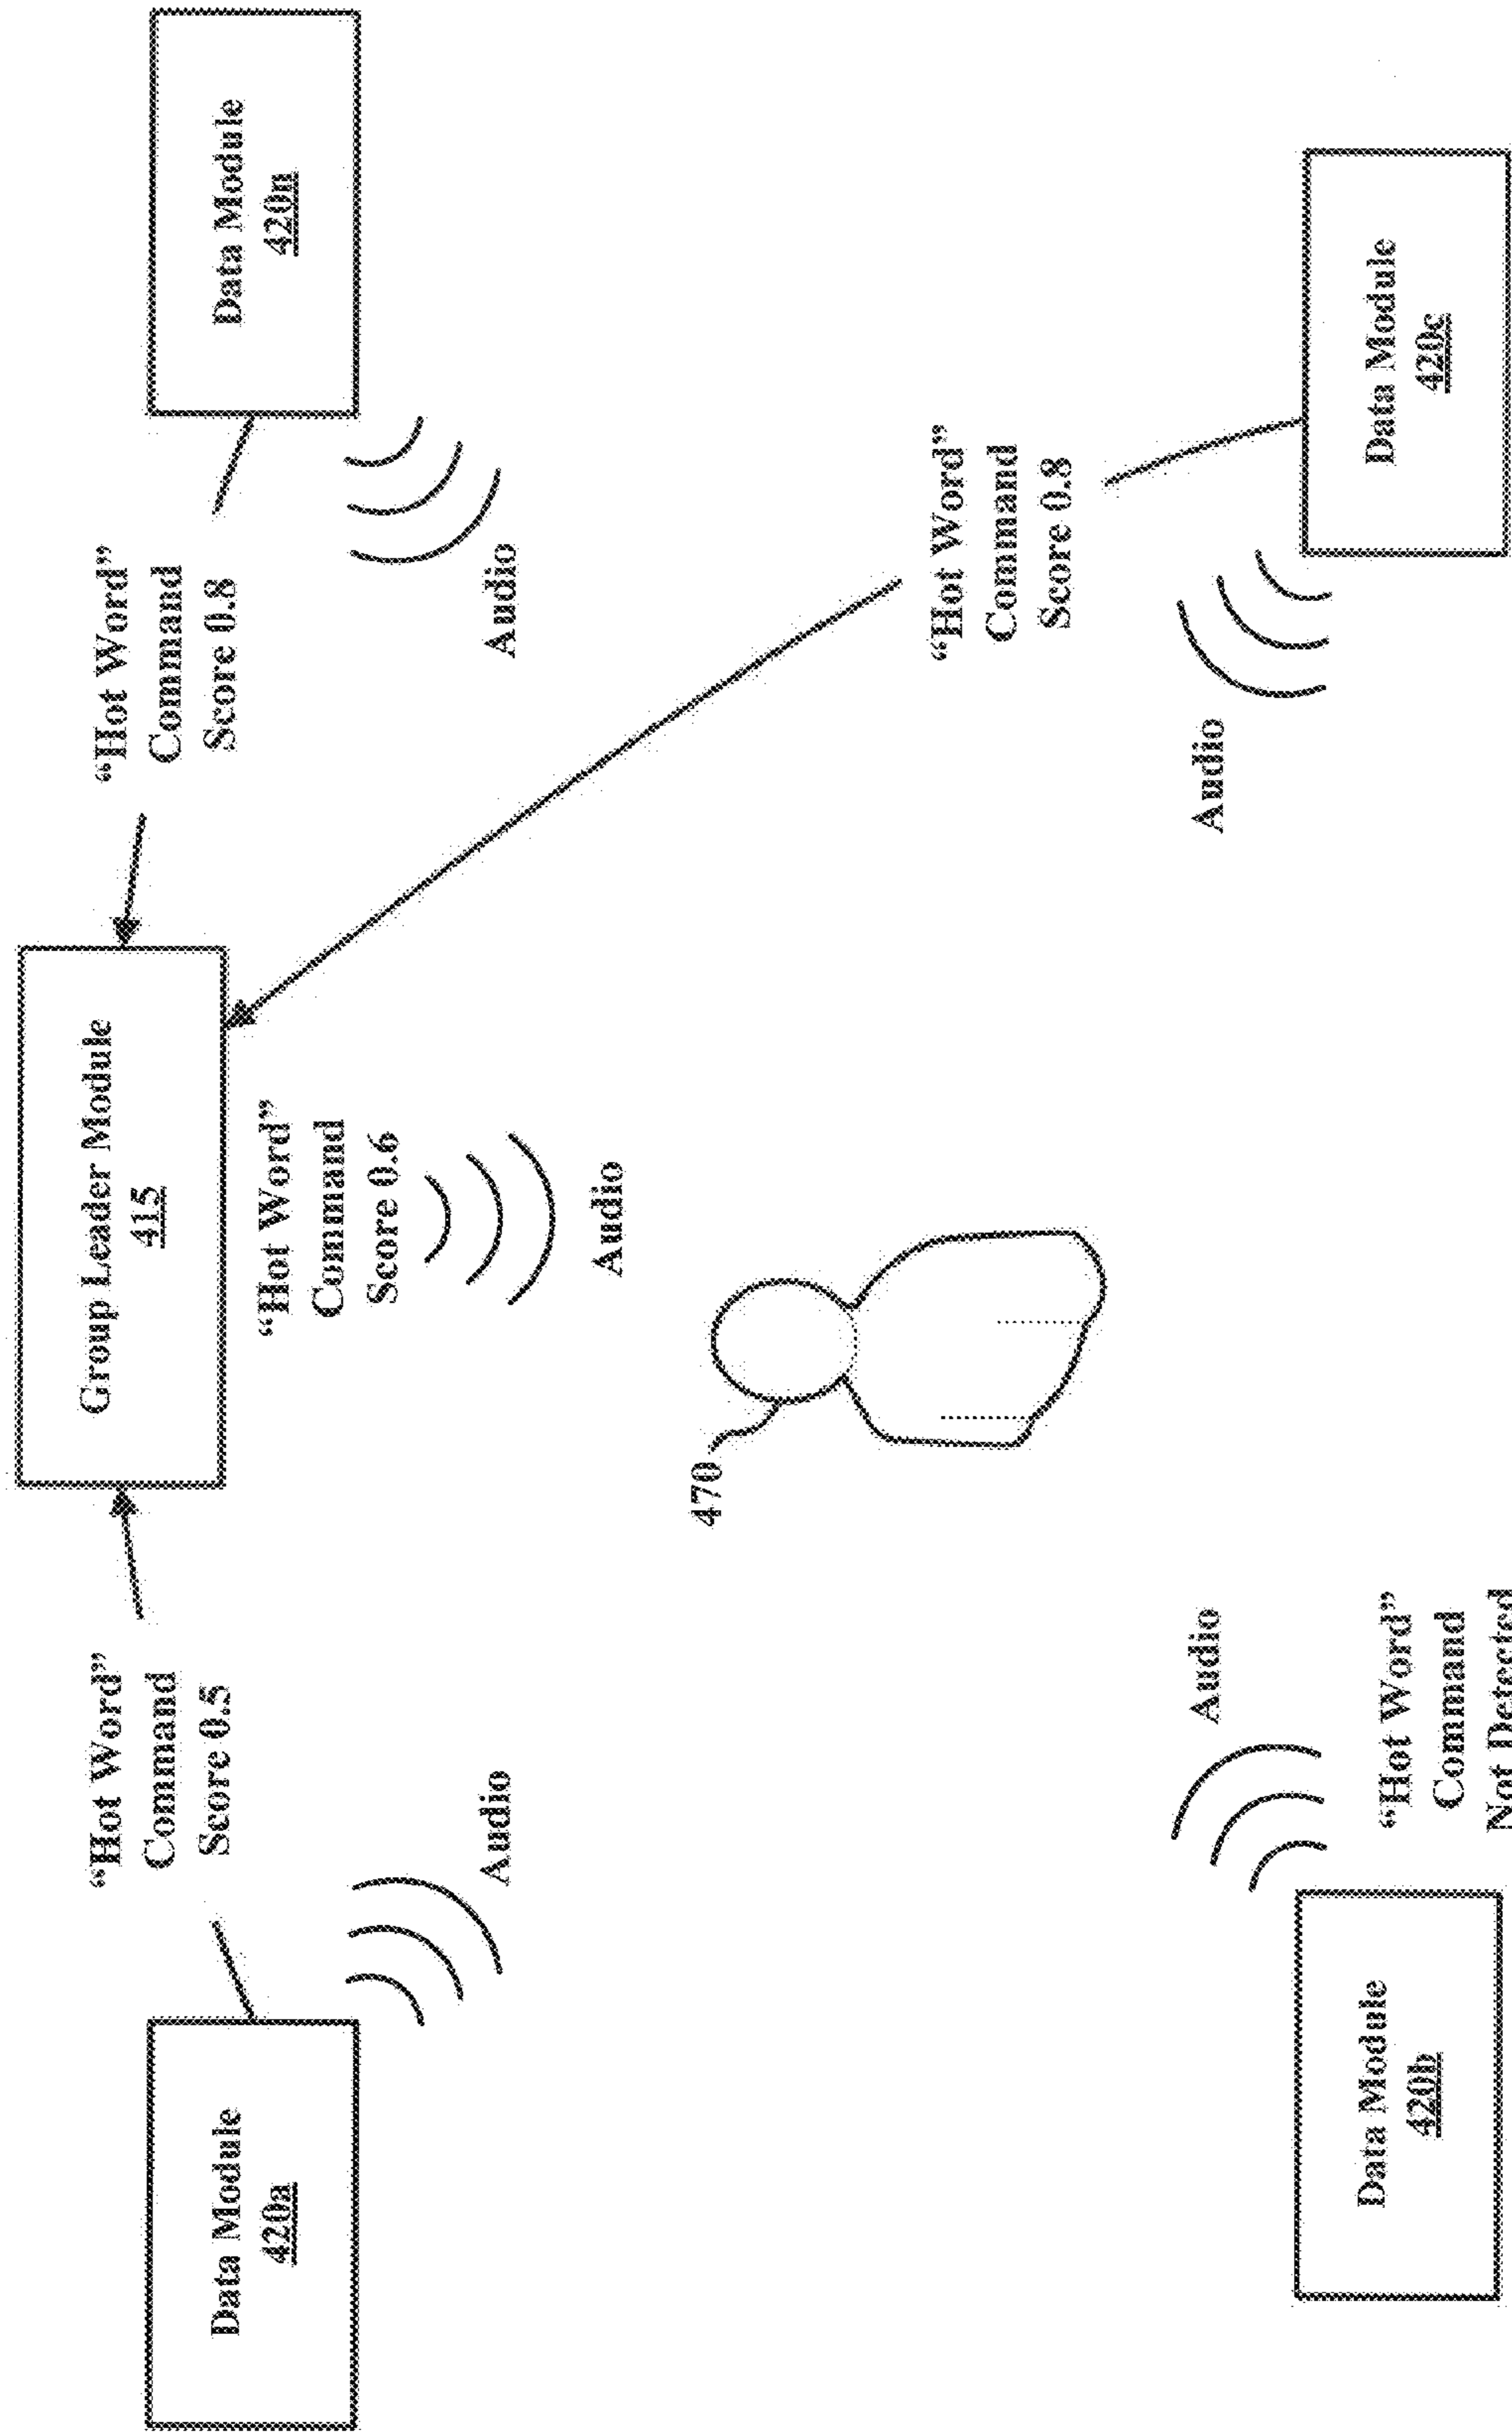 "Hot Word"
Command
Score 0.5
Group Leader Module
415
"Hot Word"
Command
Score 0.8
Data Module
420a
Audio
"Hot Word"
Command
Score 0.6
Audio
Data Module
420n
Audio
470
"Hot Word"
Command
Score 0.8
Audio
Data Module
420b
"Hot Word"
Command
Not Detected
Audio
Data Module
420c